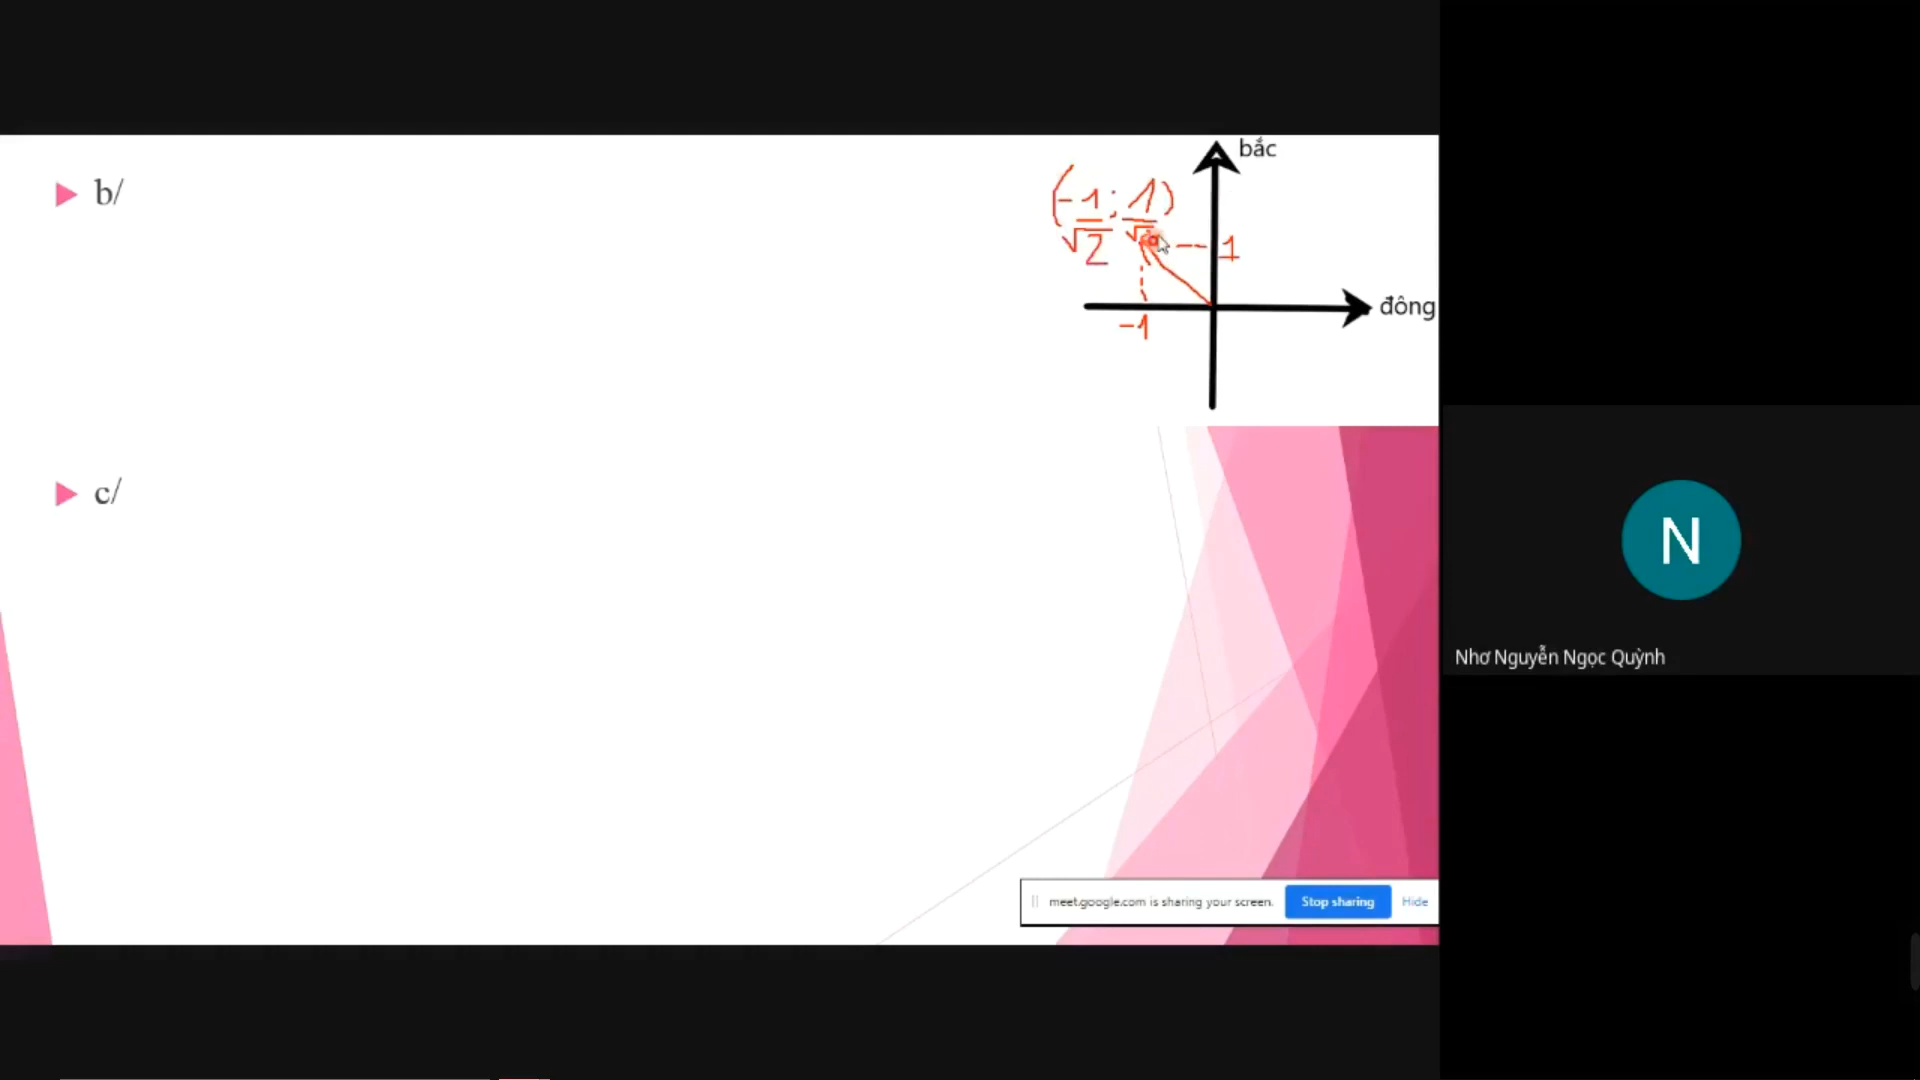 b/
bắc
(-1/√2; 1/√2)
-- 1
đông
-1
c/
N
Nhơ Nguyễn Ngọc Quỳnh
meet.google.com is sharing your screen. Stop sharing Hide